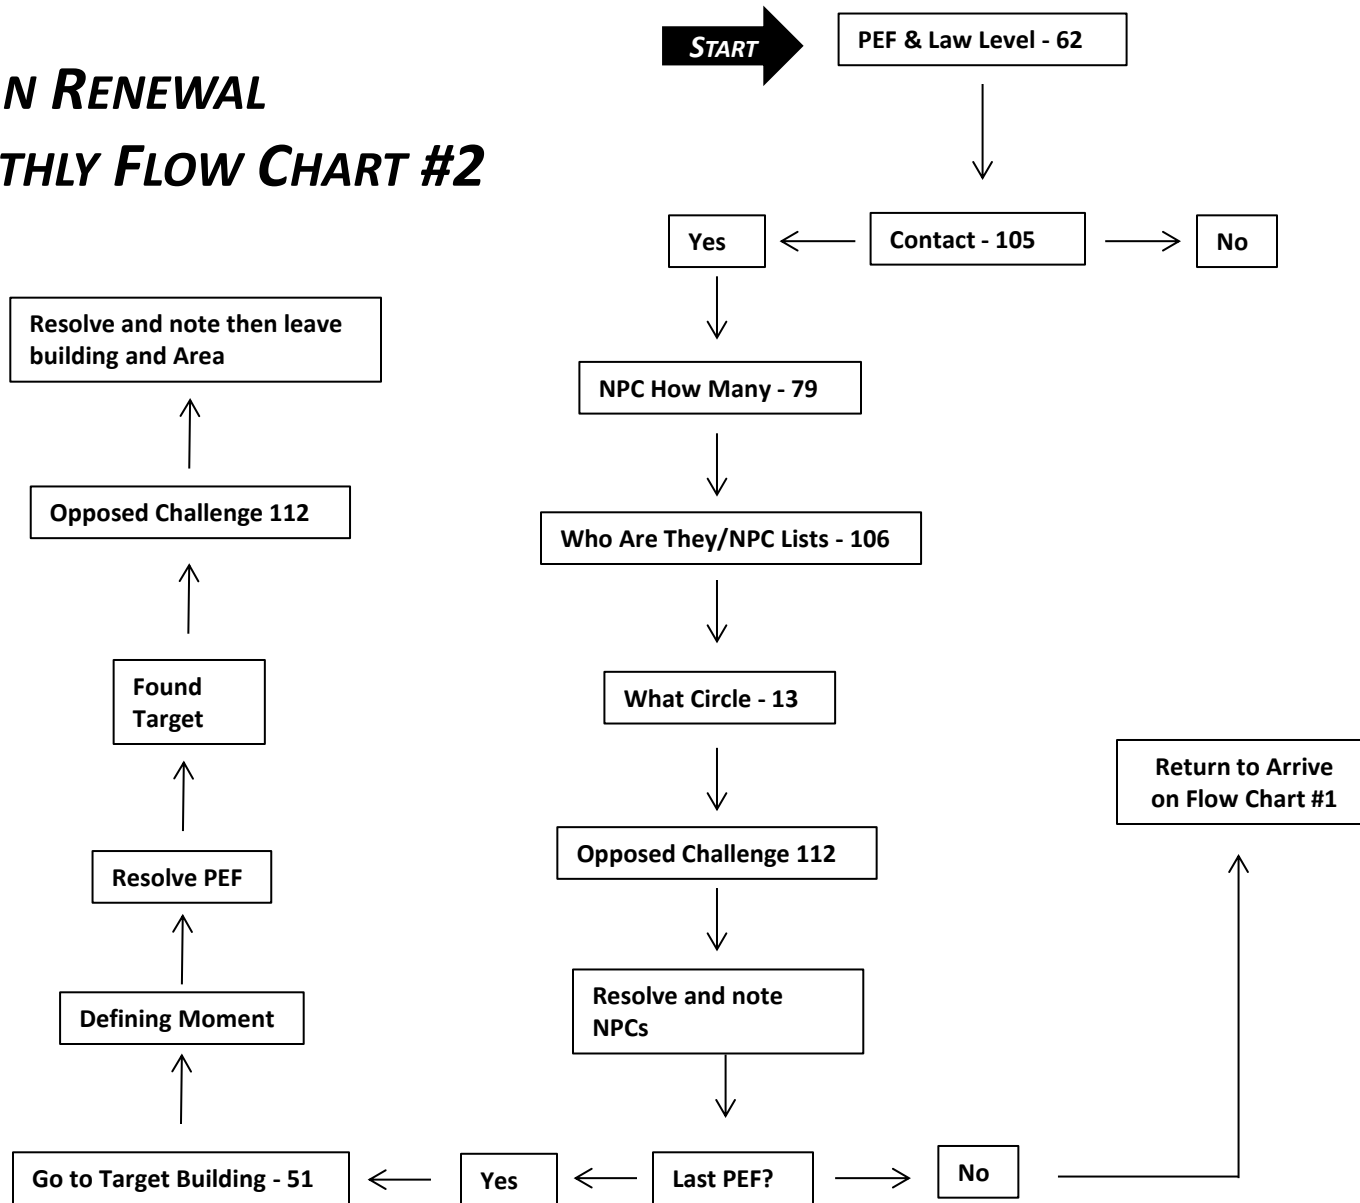 START
PEF & Law Level - 62
N RENEWAL
THLY FLOW CHART #2
Yes
Contact - 105
No
Resolve and note then leave
building and Area
NPC How Many - 79
Opposed Challenge 112
Who Are They/NPC Lists - 106
Found
Target
What Circle - 13
Return to Arrive
on Flow Chart #1
Opposed Challenge 112
Resolve PEF
Resolve and note
NPCs
Defining Moment
Go to Target Building - 51
Yes
Last PEF?
No